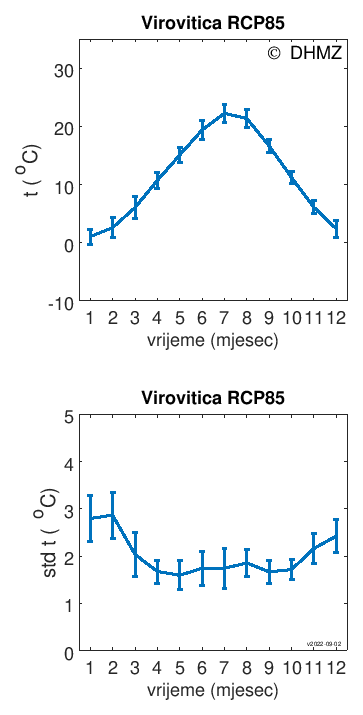 Virovitica RCP85
© DHMZ
t ( °C)
30
20
10
0
-10
1 2 3 4 5 6 7 8 9 10 11 12
vrijeme (mjesec)
Virovitica RCP85
std t ( °C)
5
4
3
2
1
0
v2022-09-02
1 2 3 4 5 6 7 8 9 10 11 12
vrijeme (mjesec)